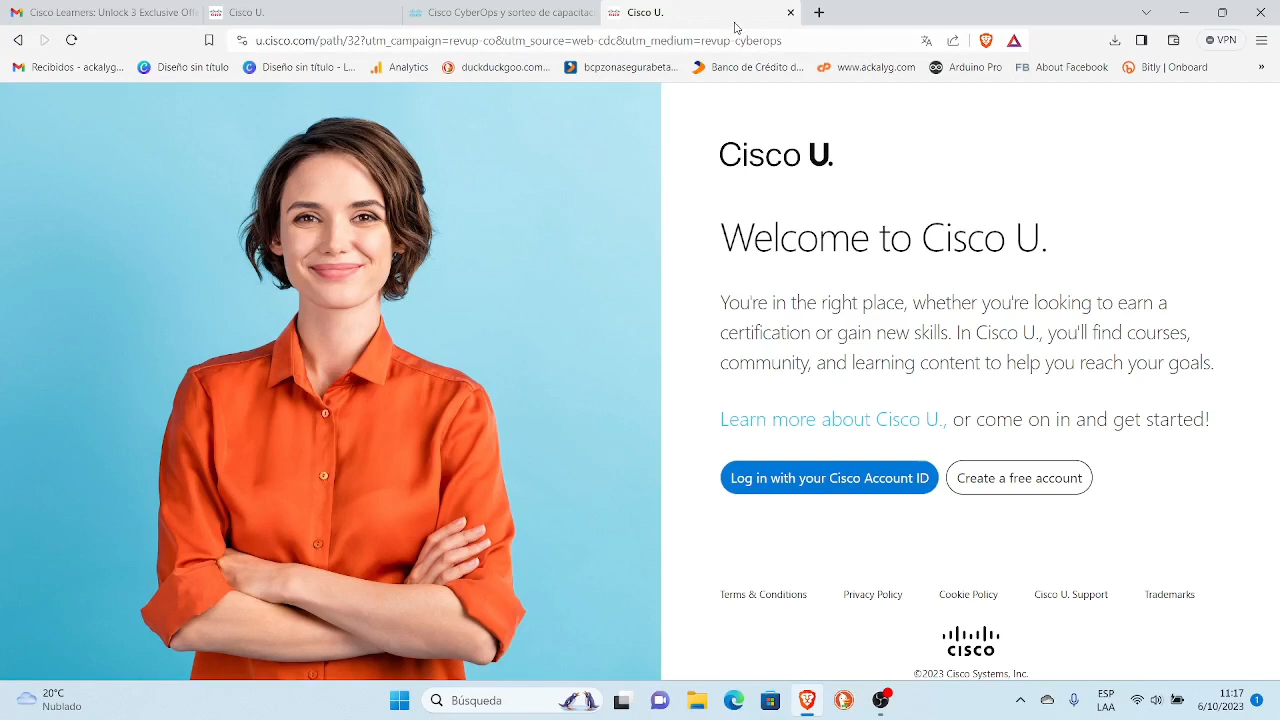 Cisco Learners: Unlock 3 Exclusive Off
Cisco U.
Cisco CyberOps y sorteo de capacitac
Cisco U.
u.cisco.com/path/32?utm_campaign=revup-co&utm_source=web-cdc&utm_medium=revup-cyberops
VPN
Recibidos - ackalyg...
Diseño sin título
Diseño sin título - L...
Analytics
duckduckgoo.com...
bcpzonasegurabeta...
Banco de Crédito d...
www.ackalyg.com
Arduino PLC
FB About Facebook
Bitly | Onboard
Cisco U.
Welcome to Cisco U.
You're in the right place, whether you're looking to earn a
certification or gain new skills. In Cisco U., you'll find courses,
community, and learning content to help you reach your goals.
Learn more about Cisco U., or come on in and get started!
Log in with your Cisco Account ID
Create a free account
Terms & Conditions
Privacy Policy
Cookie Policy
Cisco U. Support
Trademarks
CISCO
©2023 Cisco Systems, Inc.
20°C
Nublado
Búsqueda
ESP
LAA
6/10/2023
1